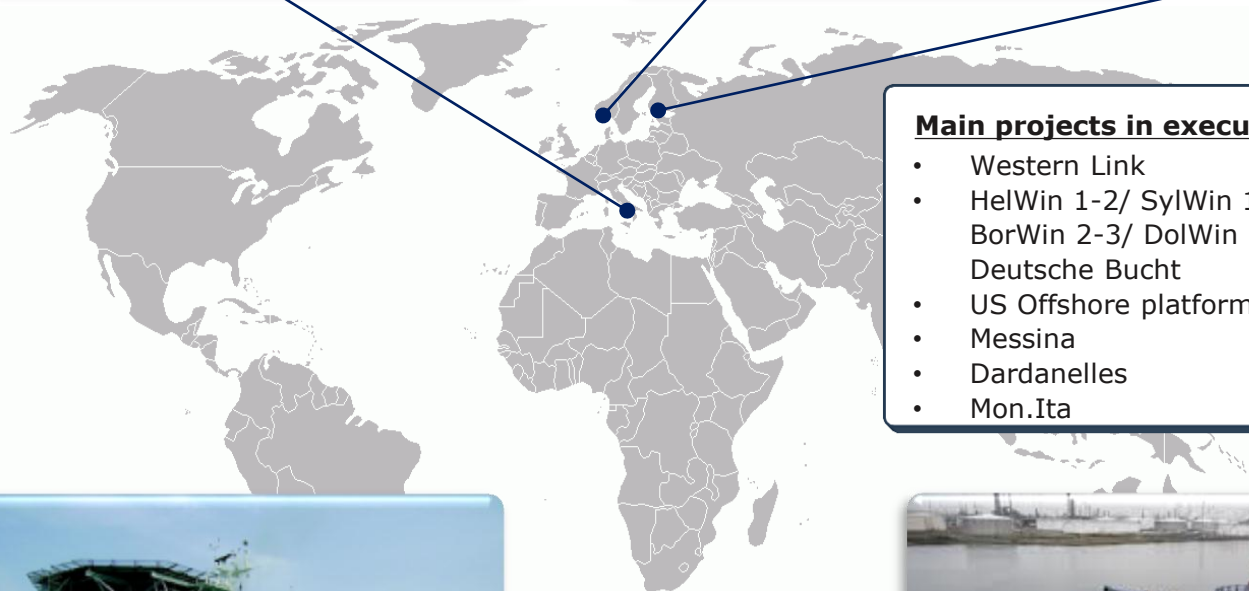 Main projects in execu
• Western Link
• HelWin 1-2/ SylWin 1
BorWin 2-3/ DolWin
Deutsche Bucht
• US Offshore platform
• Messina
• Dardanelles
• Mon.Ita